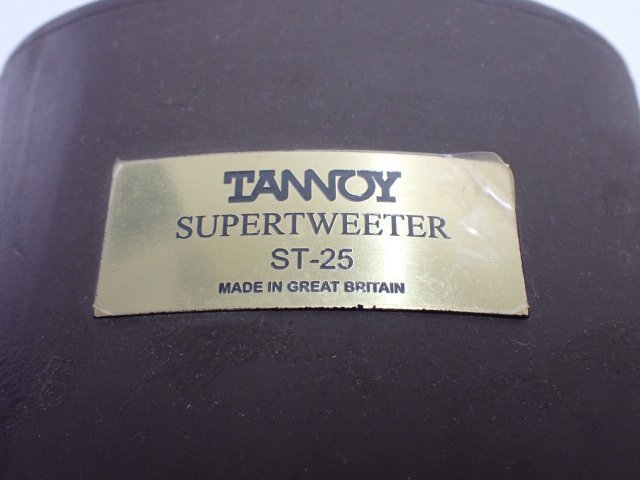 TANNOY
SUPERTWEETER
ST-25
MADE IN GREAT BRITAIN